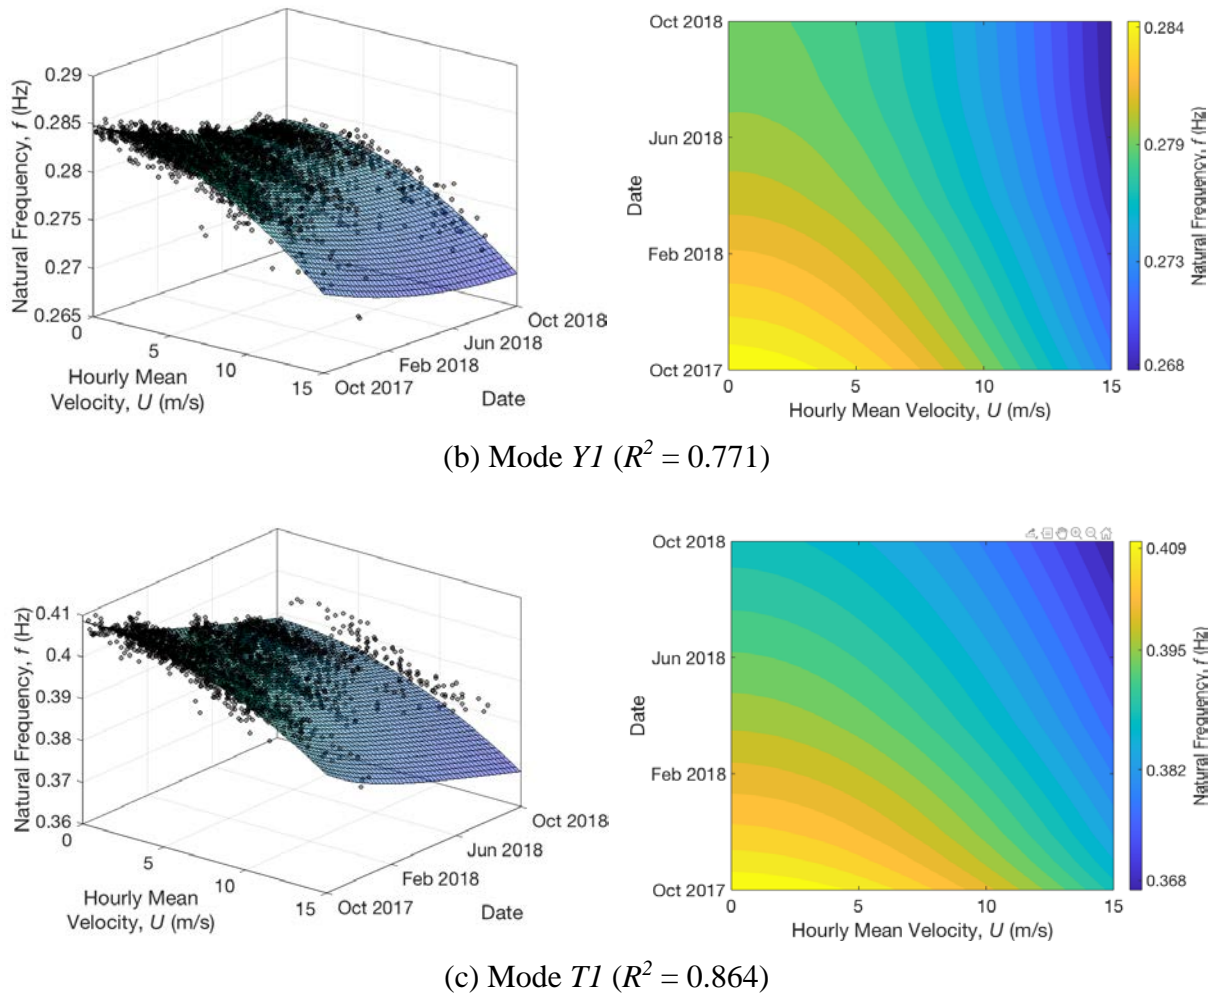 0.29
0.285
0.28
0.275
0.27
0.265
Natural Frequency, f (Hz)
0
5
10
15
Hourly Mean
Velocity, U (m/s)
Oct 2017
Feb 2018
Jun 2018
Oct 2018
Date
Oct 2018
Jun 2018
Feb 2018
Oct 2017
Date
0
5
10
15
Hourly Mean Velocity, U (m/s)
0.284
0.279
0.273
0.268
Natural Frequency, f (Hz)
(b) Mode Y1 (R² = 0.771)
0.41
0.4
0.39
0.38
0.37
0.36
Natural Frequency, f (Hz)
0
5
10
15
Hourly Mean
Velocity, U (m/s)
Oct 2017
Feb 2018
Jun 2018
Oct 2018
Date
Oct 2018
Jun 2018
Feb 2018
Oct 2017
Date
0
5
10
15
Hourly Mean Velocity, U (m/s)
0.409
0.395
0.382
0.368
Natural Frequency, f (Hz)
(c) Mode T1 (R² = 0.864)